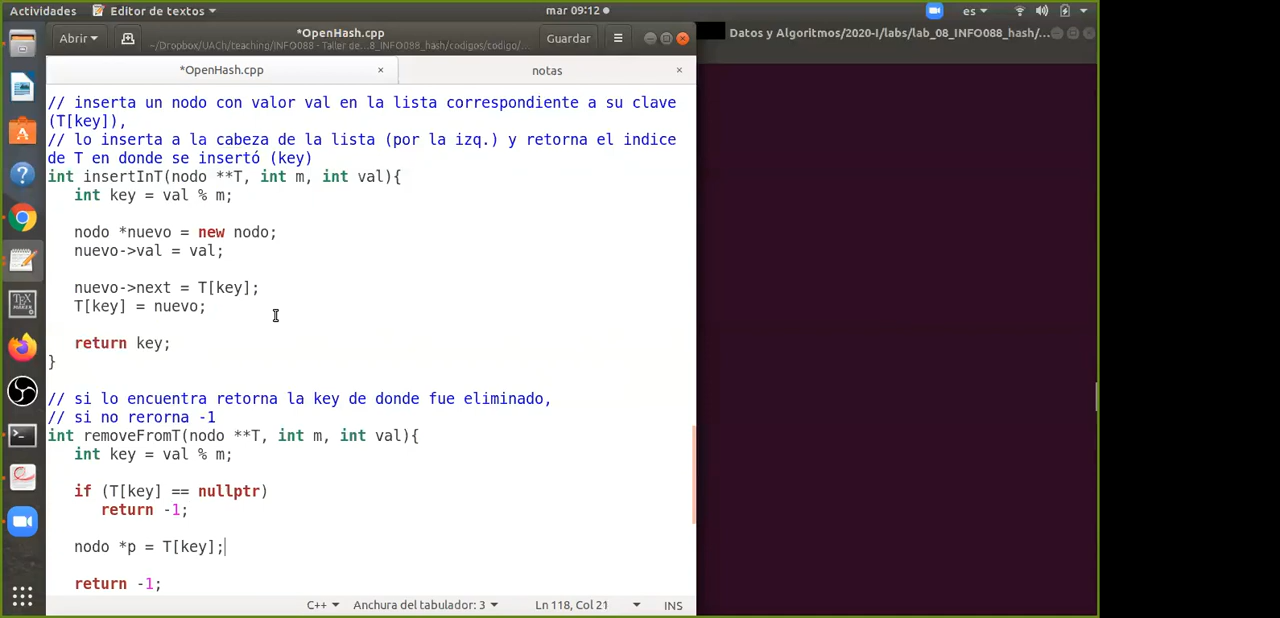 Actividades
Editor de textos
mar 09:12
es
Abrir
*OpenHash.cpp
~/Dropbox/UACh/teaching/INFO088 - Taller de...8_INFO088_hash/codigos/codigo/...
Guardar
Datos y Algoritmos/2020-I/labs/lab_08_INFO088_hash/...
*OpenHash.cpp
notas
// inserta un nodo con valor val en la lista correspondiente a su clave
(T[key]),
// lo inserta a la cabeza de la lista (por la izq.) y retorna el indice
de T en donde se insertó (key)
int insertInT(nodo **T, int m, int val){
int key = val % m;
nodo *nuevo = new nodo;
nuevo->val = val;
nuevo->next = T[key];
T[key] = nuevo;
return key;
}
// si lo encuentra retorna la key de donde fue eliminado,
// si no rerorna -1
int removeFromT(nodo **T, int m, int val){
int key = val % m;
if (T[key] == nullptr)
return -1;
nodo *p = T[key];
return -1;
C++
Anchura del tabulador: 3
Ln 118, Col 21
INS